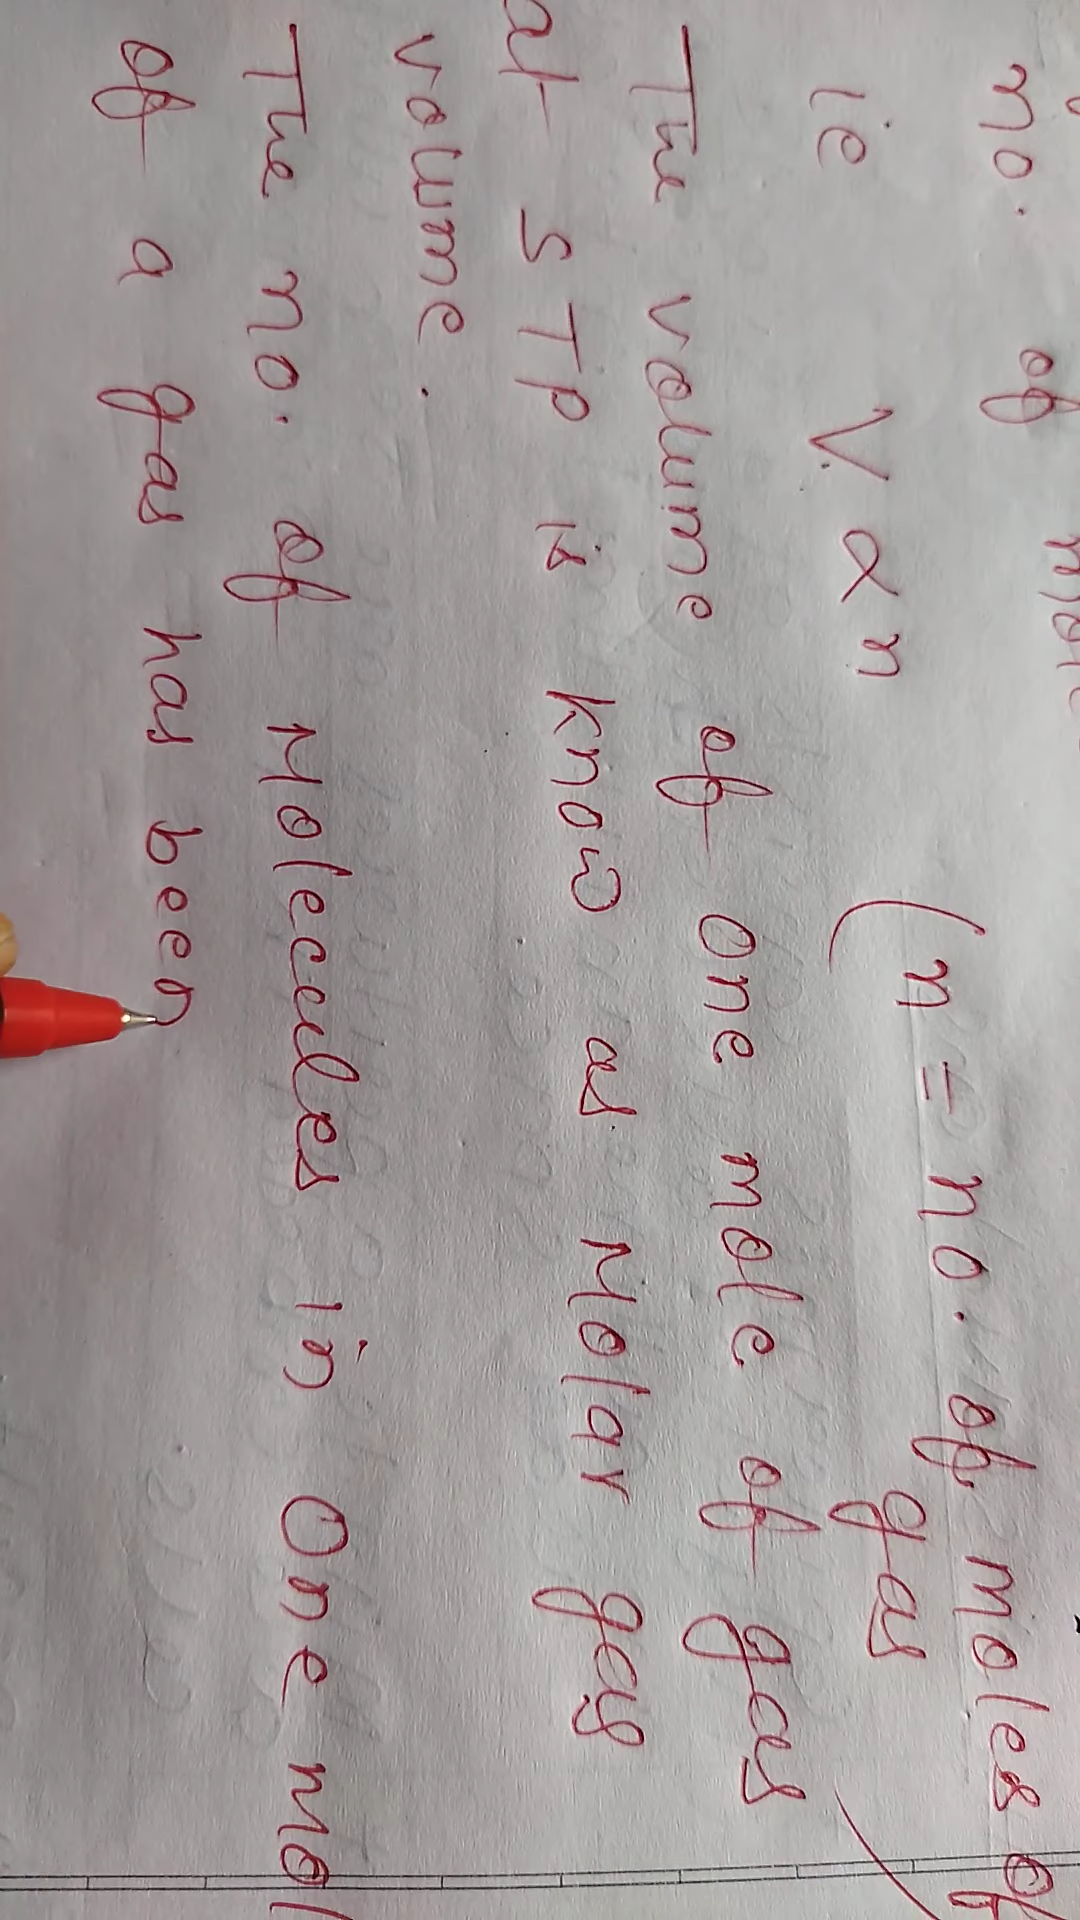 no. of
ie V ∝ n (n = no. of moles of
gas)
The volume of one mole of gas
at STP is know as Molar gas
volume.
The no. of Molecules in One mol
of a gas has been